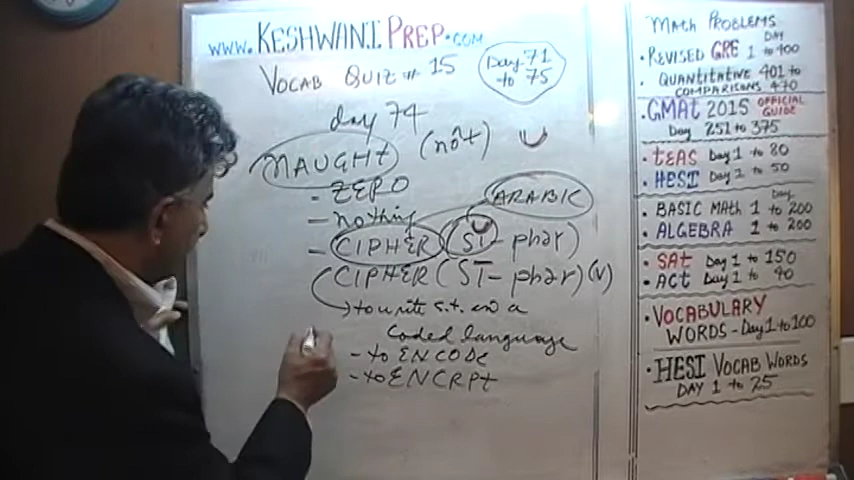 www.KESHWANI PREP.COM
VOCAB QUIZ # 15
Day 71
to 75
day 74
NAUGHT (nôt)
- ZERO
- nothing
ARABIC
- CIPHER (SĪ-phər)
CIPHER (SĪ-phər) (v)
to write s.t. in a
Coded language
- to ENCODE
- to ENCRPt
MAth PROBLEMS
• REVISED GRE DAY 1 to 400
• QUANTITATIVE 401 to
COMPARISONS 470
• GMAt 2015 OFFICIAL GUIDE
Day 251 to 375
• tEAS Day 1 to 80
• HESI DAY 1 to 50
Day
• BASIC MAth 1 to 200
• ALGEBRA 1 to 200
• SAt Day 1 to 150
• Act Day 1 to 90
• VOCABULARY
WORDS - Day 1 to 100
• HESI VOCAB WORDS
DAY 1 to 25